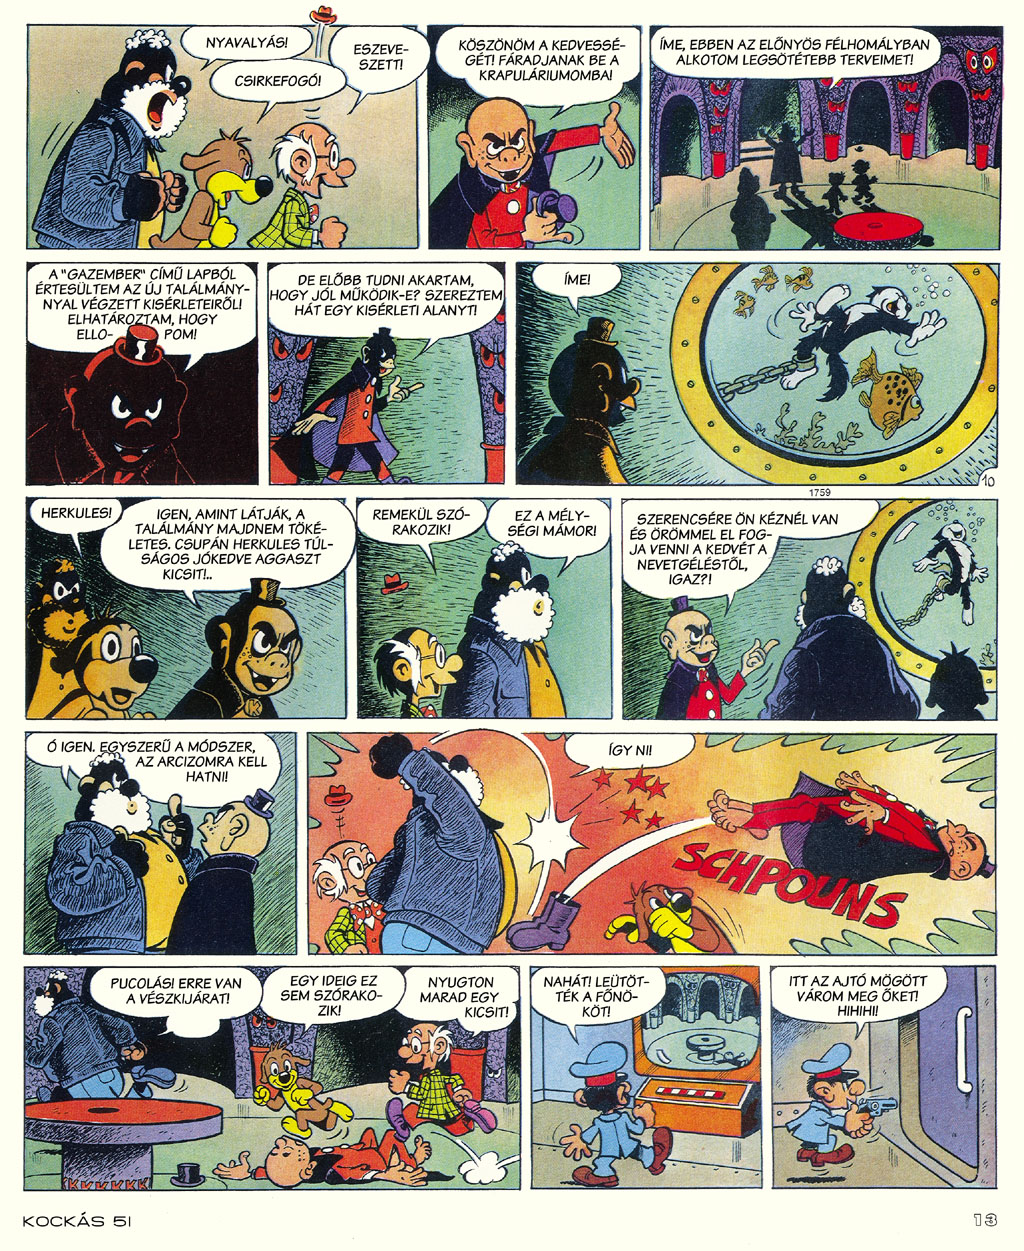 NYAVALYÁS!
CSIRKEFOGÓ!
ESZEVE-
SZETT!
KÖSZÖNÖM A KEDVESSÉ-
GÉT! FÁRADJANAK BE A
KRAPULÁRIUMOMBA!
ÍME, EBBEN AZ ELŐNYÖS FÉLHOMÁLYBAN
ALKOTOM LEGSÖTÉTEBB TERVEIMET!
A "GAZEMBER" CÍMŰ LAPBÓL
ÉRTESÜLTEM AZ ÚJ TALÁLMÁNY-
NYAL VÉGZETT KISÉRLETEIRŐL!
ELHATÁROZTAM, HOGY
ELLO- POM!
DE ELŐBB TUDNI AKARTAM,
HOGY JÓL MŰKÖDIK-E? SZEREZTEM
HÁT EGY KISÉRLETI ALANYT!
ÍME!
10
1759
HERKULES!
IGEN, AMINT LÁTJÁK, A
TALÁLMÁNY MAJDNEM TÖKÉ-
LETES. CSUPÁN HERKULES TÚL-
SÁGOS JÓKEDVE AGGASZT
KICSIT!..
REMEKÜL SZÓ-
RAKOZIK!
EZ A MÉLY-
SÉGI MÁMOR!
SZERENCSÉRE ÖN KÉZNÉL VAN
ÉS ÖRÖMMEL EL FOG-
JA VENNI A KEDVÉT A
NEVETGÉLÉSTŐL,
IGAZ?!
K
Ó IGEN. EGYSZERŰ A MÓDSZER,
AZ ARCIZOMRA KELL
HATNI!
ÍGY NI!
SCHPOUNS
PUCOLÁS! ERRE VAN
A VÉSZKIJÁRAT!
EGY IDEIG EZ
SEM SZÓRAKO-
ZIK!
NYUGTON
MARAD EGY
KICSIT!
KKKKKK
NAHÁT! LEÜTÖT-
TÉK A FŐNÖ-
KÖT!
ITT AZ AJTÓ MÖGÖTT
VÁROM MEG ŐKET!
HIHIHI!
KOCKÁS 51
13